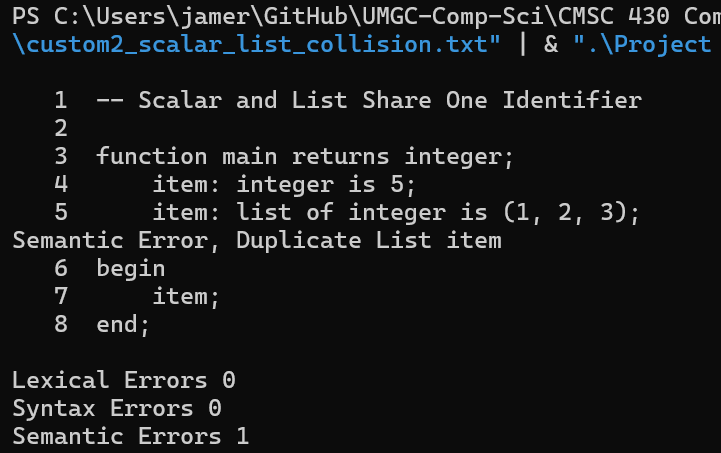 PS C:\Users\jamer\GitHub\UMGC-Comp-Sci\CMSC 430 Com
\custom2_scalar_list_collision.txt" | & ".\Project
1 -- Scalar and List Share One Identifier
2
3 function main returns integer;
4 item: integer is 5;
5 item: list of integer is (1, 2, 3);
Semantic Error, Duplicate List item
6 begin
7 item;
8 end;
Lexical Errors 0
Syntax Errors 0
Semantic Errors 1